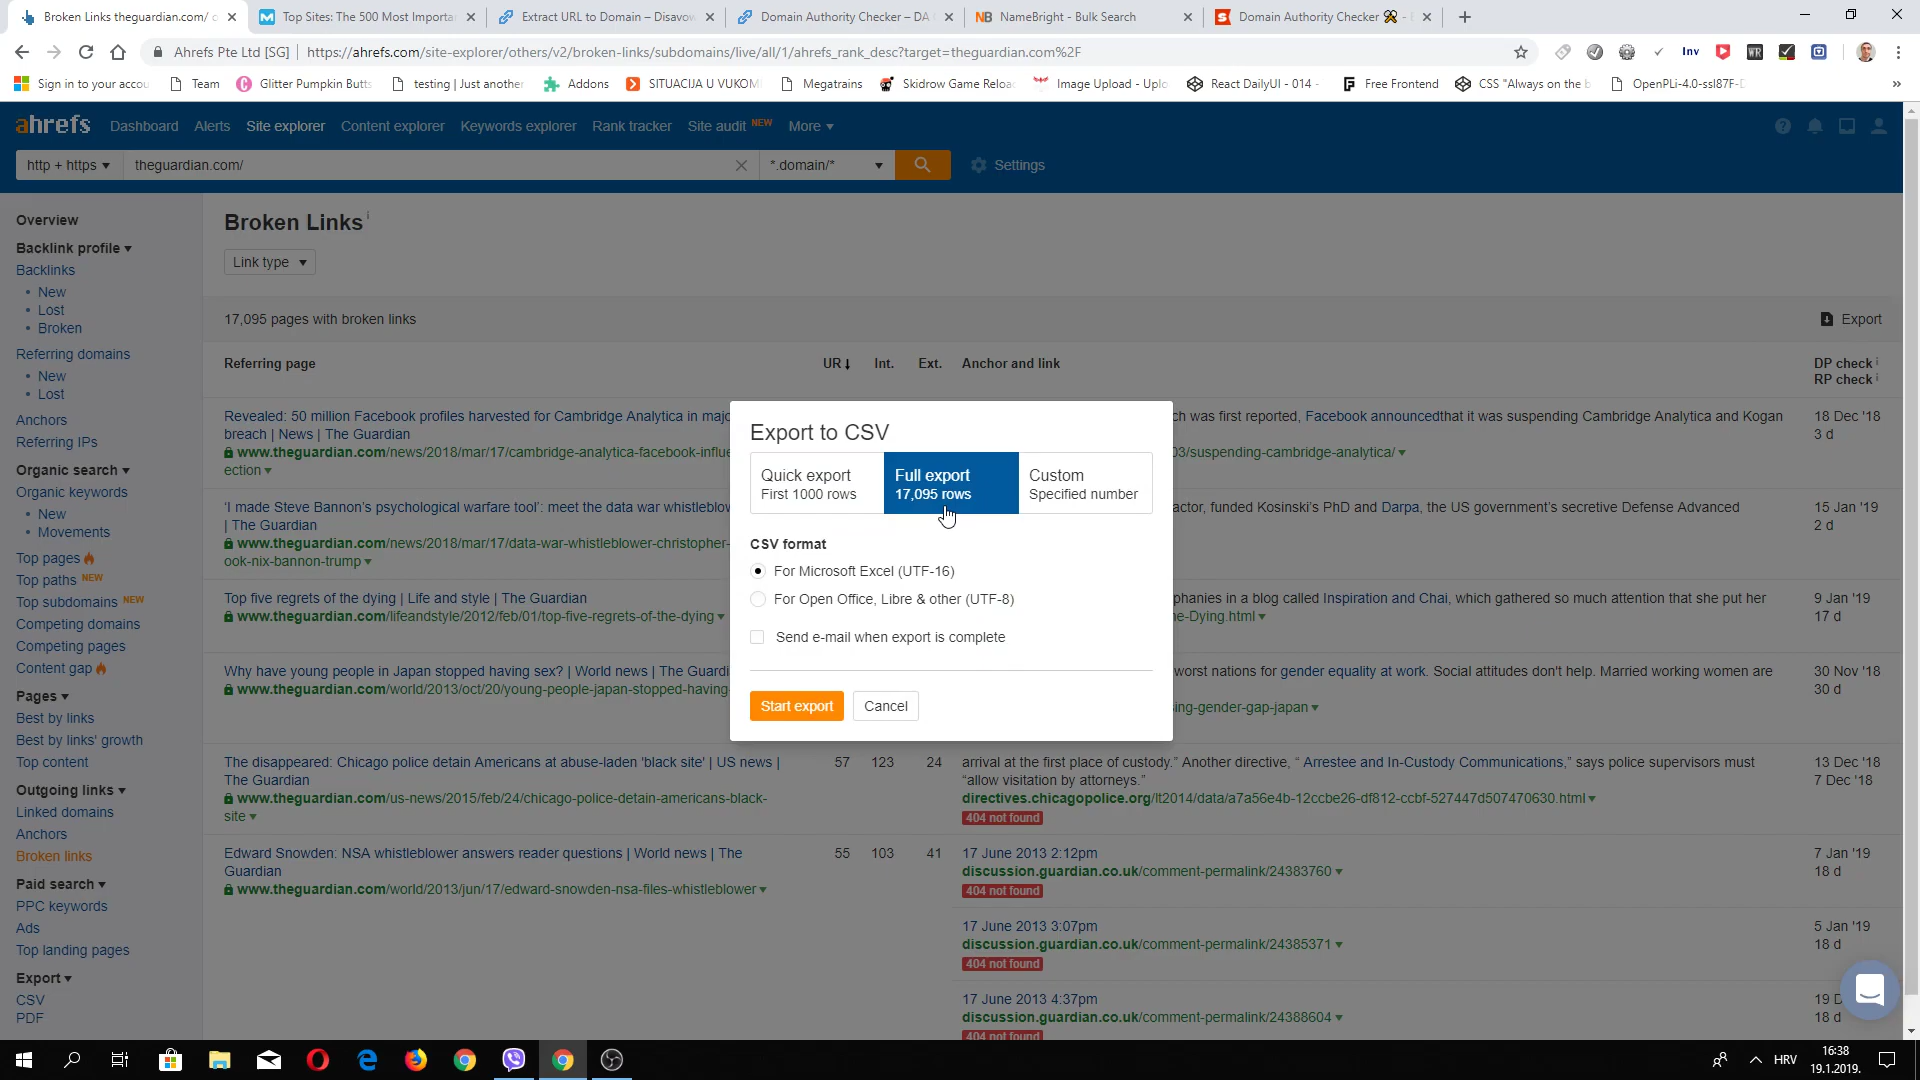 Broken Links theguardian.com/
Top Sites: The 500 Most Importa
Extract URL to Domain – Disavow
Domain Authority Checker – DA
NB NameBright - Bulk Search
Domain Authority Checker
Ahrefs Pte Ltd [SG] | https://ahrefs.com/site-explorer/others/v2/broken-links/subdomains/live/all/1/ahrefs_rank_desc?target=theguardian.com%2F
Inv
WR
Sign in to your accou
Team
Glitter Pumpkin Butts
testing | Just another
Addons
SITUACIJA U VUKOM
Megatrains
Skidrow Game Reloa
Image Upload - Uplo
React DailyUI - 014 -
Free Frontend
CSS "Always on the b
OpenPLi-4.0-ssl87F-D
»
ahrefs Dashboard Alerts Site explorer Content explorer Keywords explorer Rank tracker Site audit NEW More
http + https theguardian.com/ *.domain/* Settings
Overview
Backlink profile
Backlinks
• New
• Lost
• Broken
Referring domains
• New
• Lost
Anchors
Referring IPs
Organic search
Organic keywords
• New
• Movements
Top pages
Top paths NEW
Top subdomains NEW
Competing domains
Competing pages
Content gap
Pages
Best by links
Best by links' growth
Top content
Outgoing links
Linked domains
Anchors
Broken links
Paid search
PPC keywords
Ads
Top landing pages
Export
CSV
PDF
Broken Links i
Link type
17,095 pages with broken links
Export
Referring page UR↓ Int. Ext. Anchor and link DP check i
RP check i
Revealed: 50 million Facebook profiles harvested for Cambridge Analytica in majo
breach | News | The Guardian
www.theguardian.com/news/2018/mar/17/cambridge-analytica-facebook-influe
ection
ch was first reported, Facebook announcedthat it was suspending Cambridge Analytica and Kogan
03/suspending-cambridge-analytica/
18 Dec '18
3 d
'I made Steve Bannon's psychological warfare tool': meet the data war whistleblow
| The Guardian
www.theguardian.com/news/2018/mar/17/data-war-whistleblower-christopher-
ook-nix-bannon-trump
actor, funded Kosinski's PhD and Darpa, the US government's secretive Defense Advanced
15 Jan '19
2 d
Top five regrets of the dying | Life and style | The Guardian
www.theguardian.com/lifeandstyle/2012/feb/01/top-five-regrets-of-the-dying
phanies in a blog called Inspiration and Chai, which gathered so much attention that she put her
e-Dying.html
9 Jan '19
17 d
Why have young people in Japan stopped having sex? | World news | The Guardi
www.theguardian.com/world/2013/oct/20/young-people-japan-stopped-having-
worst nations for gender equality at work. Social attitudes don't help. Married working women are
ing-gender-gap-japan
30 Nov '18
30 d
The disappeared: Chicago police detain Americans at abuse-laden 'black site' | US news |
The Guardian
www.theguardian.com/us-news/2015/feb/24/chicago-police-detain-americans-black-
site
57 123 24
arrival at the first place of custody." Another directive, " Arrestee and In-Custody Communications," says police supervisors must
"allow visitation by attorneys."
directives.chicagopolice.org/lt2014/data/a7a56e4b-12ccbe26-df812-ccbf-527447d507470630.html
404 not found
13 Dec '18
7 Dec '18
Edward Snowden: NSA whistleblower answers reader questions | World news | The
Guardian
www.theguardian.com/world/2013/jun/17/edward-snowden-nsa-files-whistleblower
55 103 41
17 June 2013 2:12pm
discussion.guardian.co.uk/comment-permalink/24383760
404 not found
7 Jan '19
18 d
17 June 2013 3:07pm
discussion.guardian.co.uk/comment-permalink/24385371
404 not found
5 Jan '19
18 d
17 June 2013 4:37pm
discussion.guardian.co.uk/comment-permalink/24388604
404 not found
19 D
18 d
Export to CSV
Quick export
First 1000 rows
Full export
17,095 rows
Custom
Specified number
CSV format
For Microsoft Excel (UTF-16)
For Open Office, Libre & other (UTF-8)
Send e-mail when export is complete
Start export
Cancel
HRV
16:38
19.1.2019.